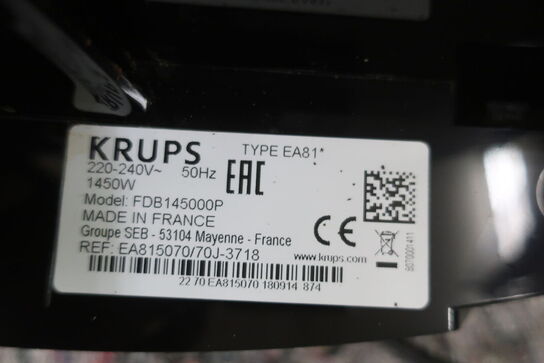 KRUPS TYPE EA81*
220-240V~ 50Hz EAC
1450W
Model: FDB145000P
MADE IN FRANCE
Groupe SEB - 53104 Mayenne - France
REF: EA815070/70J-3718
CE
www.krups.com
22 70 EA815070 180914 874